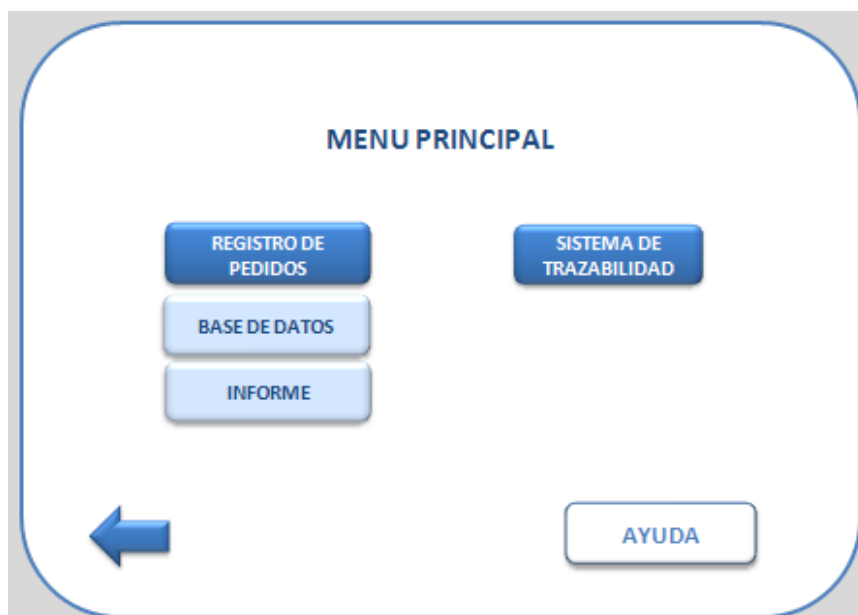 MENU PRINCIPAL
REGISTRO DE
PEDIDOS
SISTEMA DE
TRAZABILIDAD
BASE DE DATOS
INFORME
AYUDA